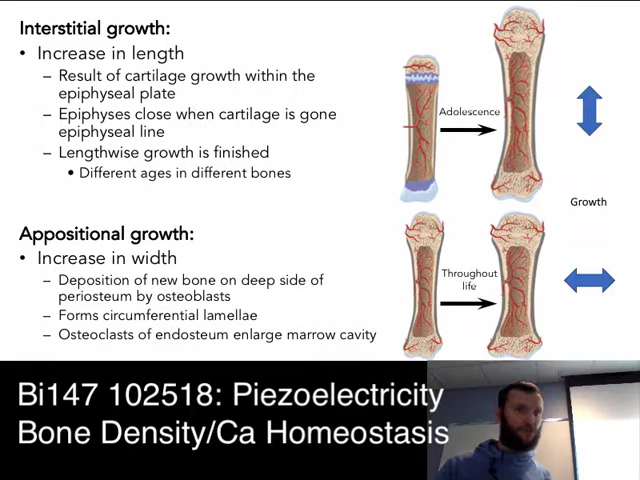 Interstitial growth:
• Increase in length
– Result of cartilage growth within the
epiphyseal plate
– Epiphyses close when cartilage is gone
epiphyseal line
– Lengthwise growth is finished
• Different ages in different bones
Adolescence
Growth
Appositional growth:
• Increase in width
– Deposition of new bone on deep side of
periosteum by osteoblasts
– Forms circumferential lamellae
– Osteoclasts of endosteum enlarge marrow cavity
Throughout
life
Bi147 102518: Piezoelectricity
Bone Density/Ca Homeostasis